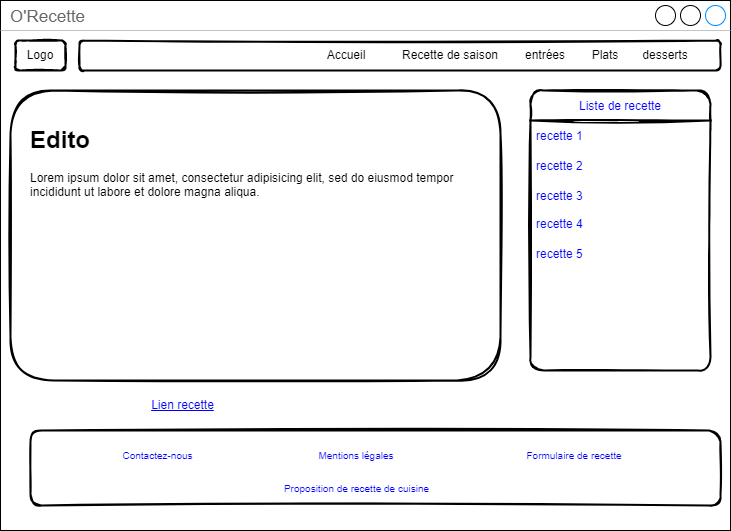 O'Recette
Logo
Accueil
Recette de saison
entrées
Plats
desserts
Edito
Lorem ipsum dolor sit amet, consectetur adipisicing elit, sed do eiusmod tempor
incididunt ut labore et dolore magna aliqua.
Liste de recette
recette 1
recette 2
recette 3
recette 4
recette 5
Lien recette
Contactez-nous
Mentions légales
Formulaire de recette
Proposition de recette de cuisine